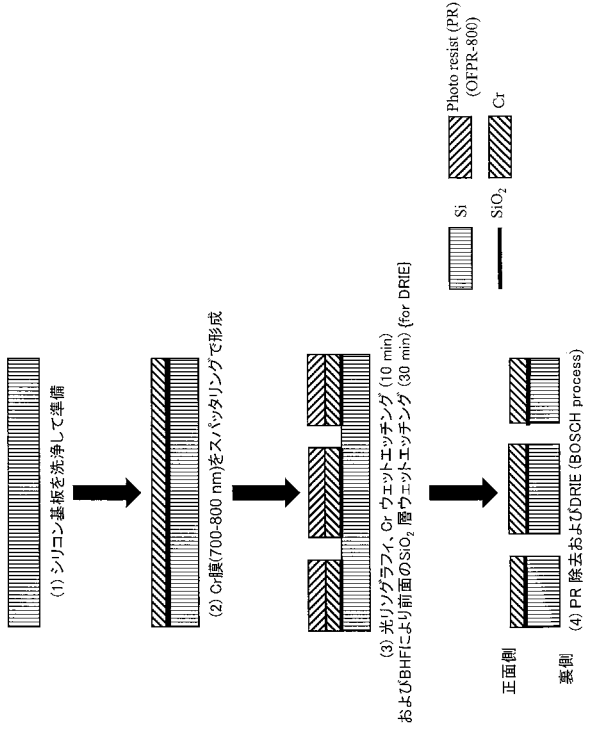 (1) シリコン基板を洗浄して準備
(2) Cr膜(700-800 nm)をスパッタリングで形成
(3) 光リソグラフィ、Cr ウェットエッチング (10 min)
およびBHFにより前面のSiO₂ 層ウェットエッチング (30 min) {for DRIE}
正面側
裏側
(4) PR 除去およびDRIE (BOSCH process)
Si
Photo resist (PR)
(OFPR-800)
SiO₂
Cr